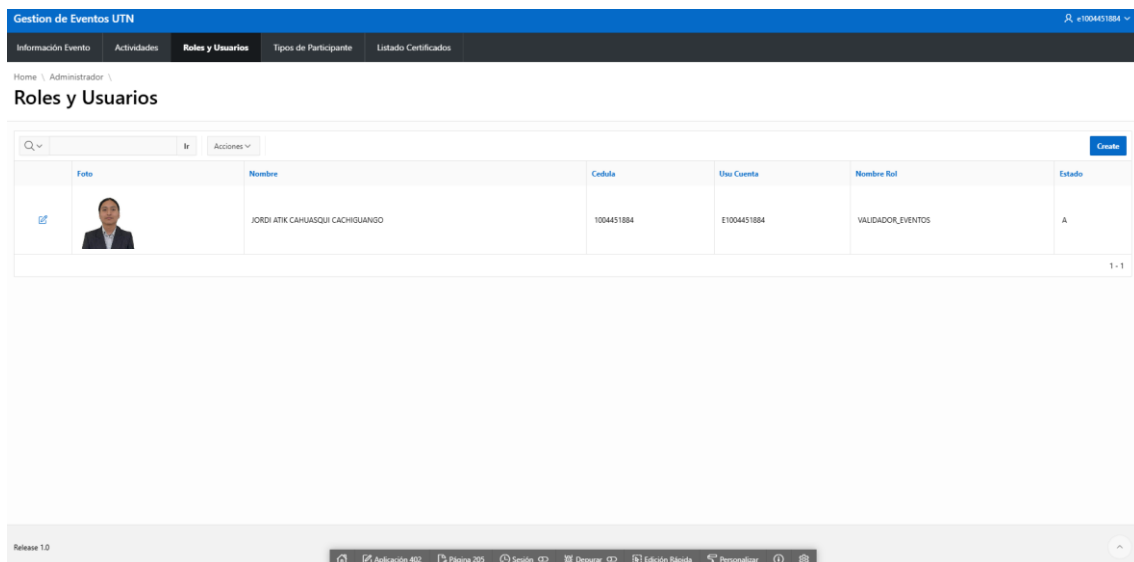 Gestion de Eventos UTN e1004451884
Información Evento Actividades Roles y Usuarios Tipos de Participante Listado Certificados
Home \ Administrador \
Roles y Usuarios
Ir Acciones Create
Foto Nombre Cedula Usu Cuenta Nombre Rol Estado
JORDI ATIK CAHUASQUI CACHIGUANGO 1004451884 E1004451884 VALIDADOR_EVENTOS A
1 - 1
Release 1.0
Aplicación 402 Página 205 Sesión Depurar Edición Rápida Personalizar